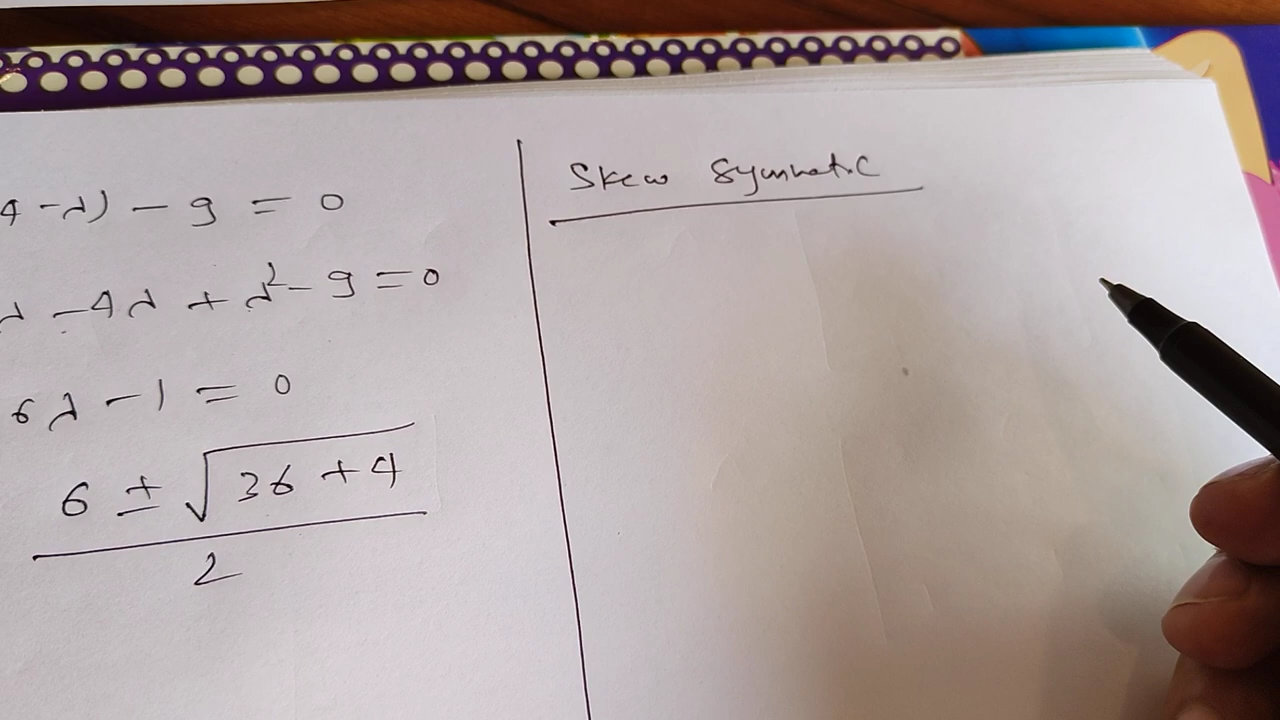 4 - λ) - 9 = 0
λ - 4λ + λ² - 9 = 0
6λ - 1 = 0
6 ± √36 + 4
2
Skew Symmetric